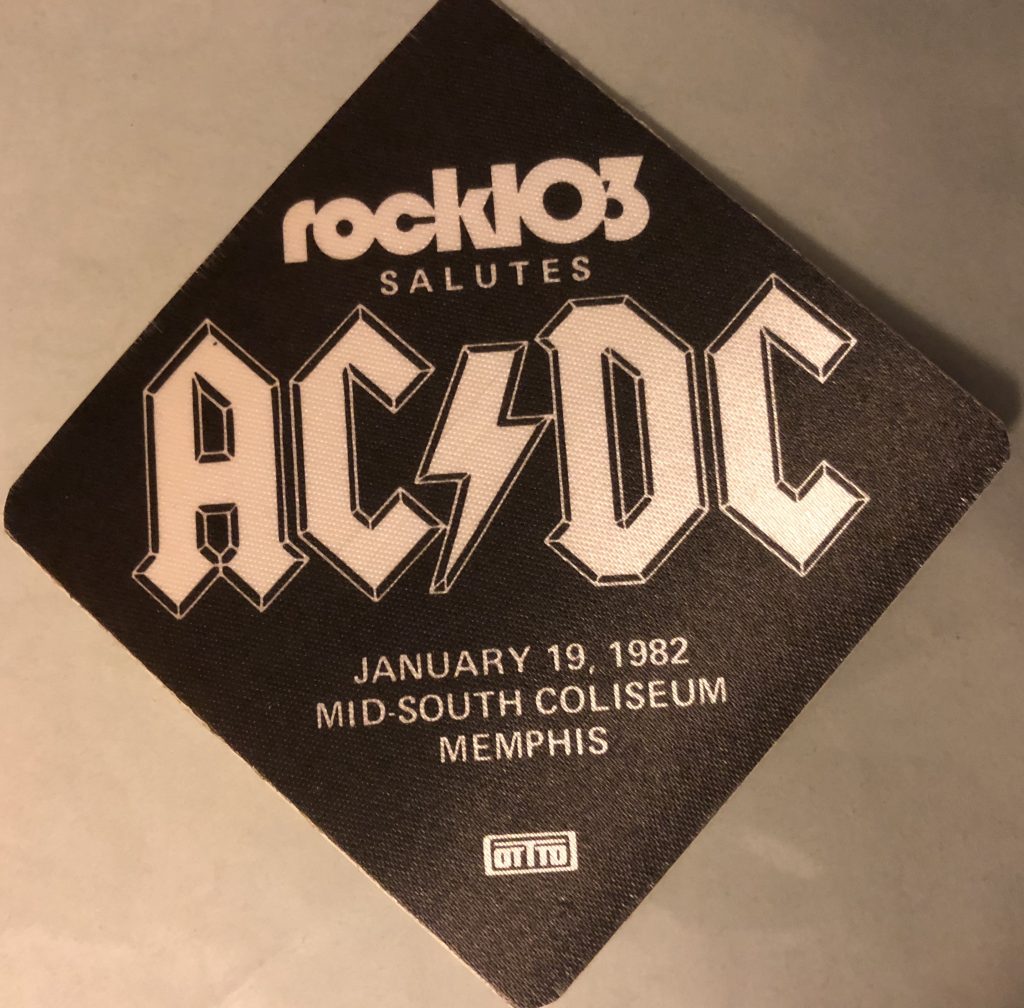 rock103
SALUTES
AC DC
JANUARY 19, 1982
MID-SOUTH COLISEUM
MEMPHIS
OTTO